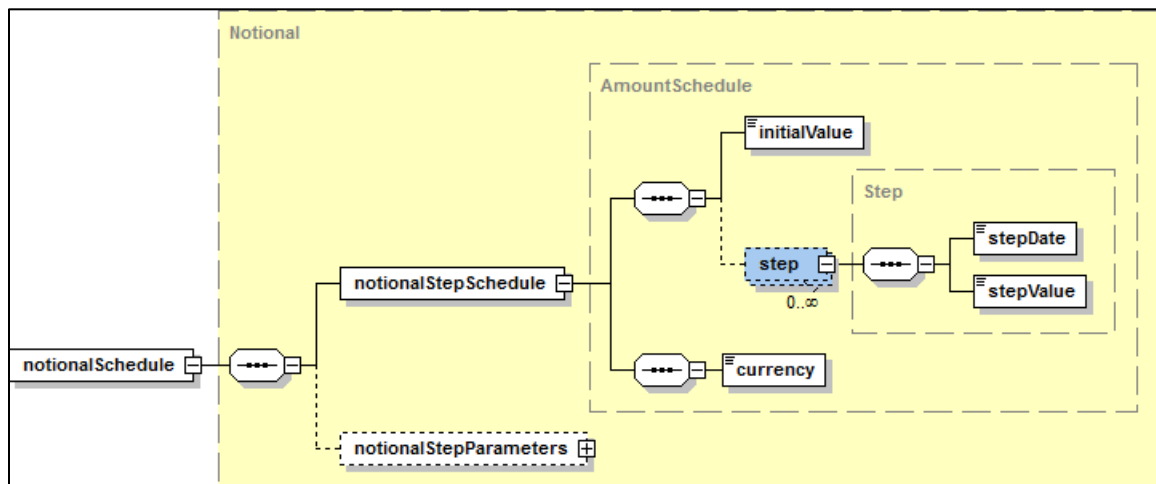 Notional
AmountSchedule
initialValue
Step
stepDate
step
notionalStepSchedule
stepValue
0..∞
notionalSchedule
currency
notionalStepParameters